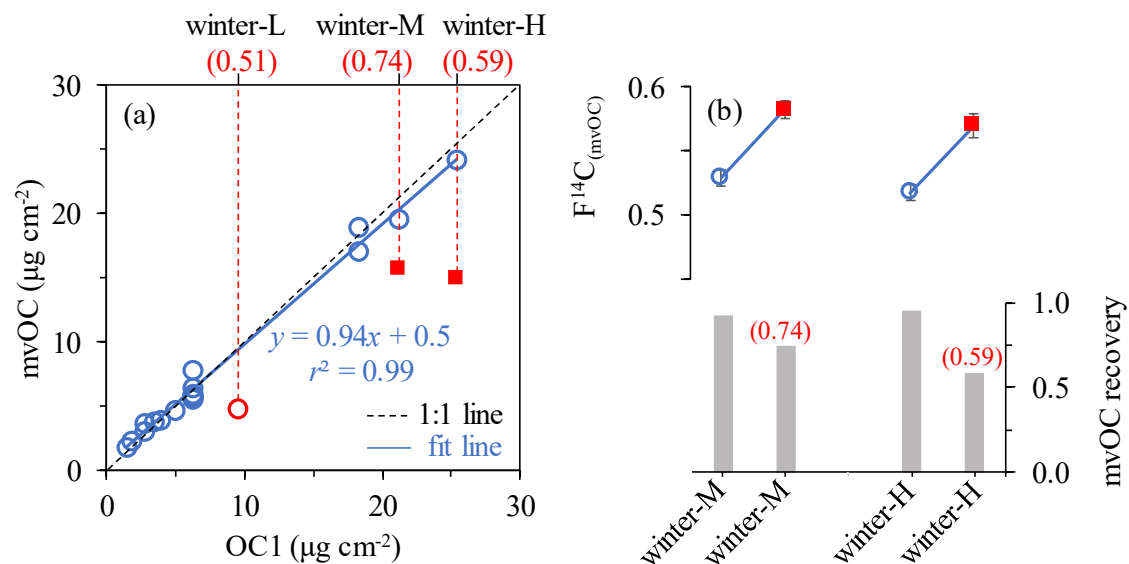 winter-L winter-M winter-H
(0.51) (0.74) (0.59)
(a)
30
20
10
0
mvOC (µg cm⁻²)
y = 0.94x + 0.5
r² = 0.99
1:1 line
fit line
0 10 20 30
OC1 (µg cm⁻²)
(b)
0.6
0.5
F¹⁴C(mvOC)
(0.74)
(0.59)
1.0
0.5
0.0
mvOC recovery
winter-M
winter-M
winter-H
winter-H